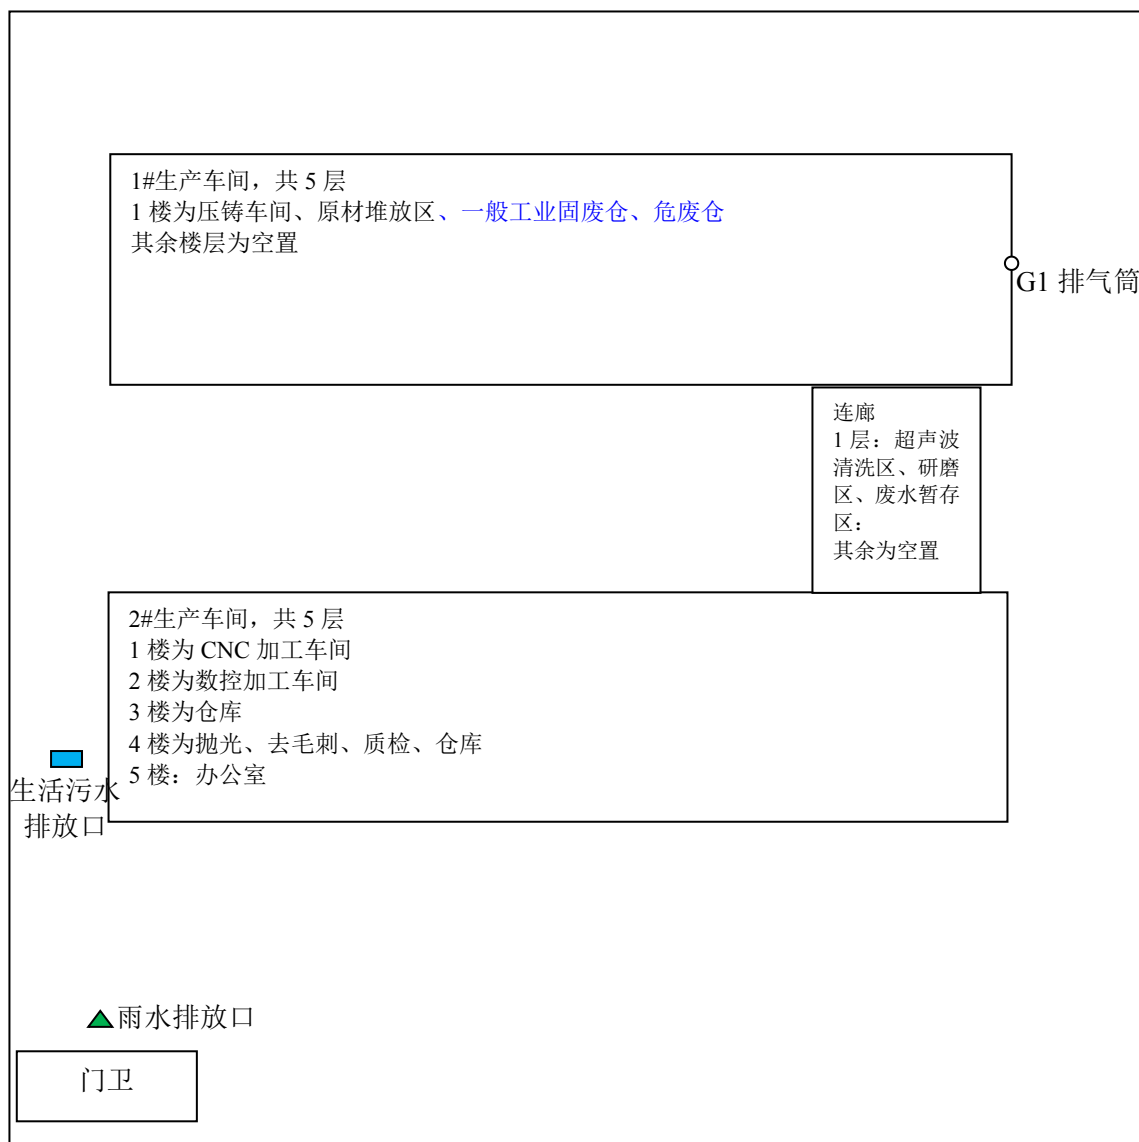 1#生产车间，共 5 层
1 楼为压铸车间、原材堆放区、一般工业固废仓、危废仓
其余楼层为空置
G1 排气筒
连廊
1 层：超声波
清洗区、研磨
区、废水暂存
区：
其余为空置
2#生产车间，共 5 层
1 楼为 CNC 加工车间
2 楼为数控加工车间
3 楼为仓库
4 楼为抛光、去毛刺、质检、仓库
5 楼：办公室
生活污水
排放口
雨水排放口
门卫